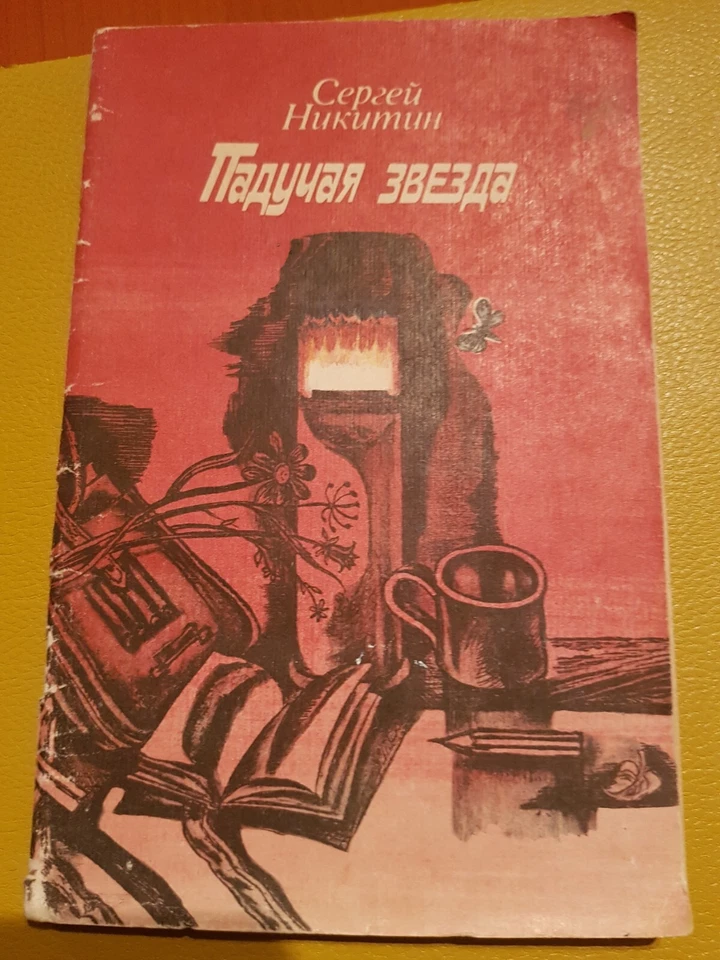 Сергей
Никитин
Падучая звезда